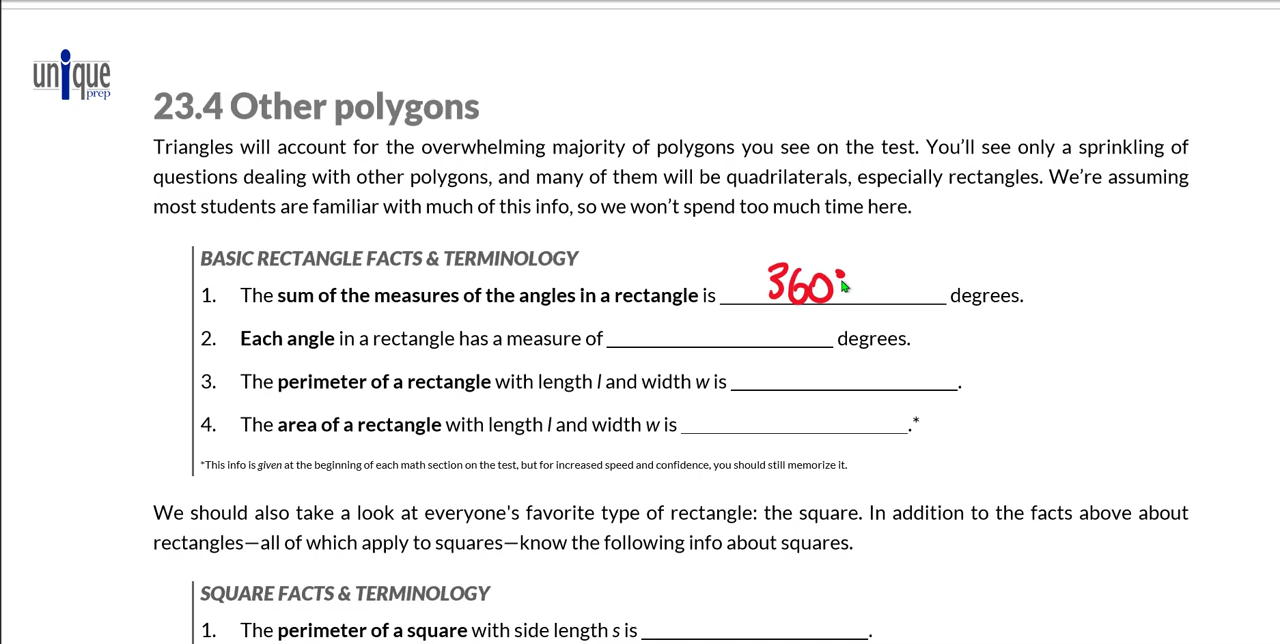 unique
prep
23.4 Other polygons
Triangles will account for the overwhelming majority of polygons you see on the test. You’ll see only a sprinkling of
questions dealing with other polygons, and many of them will be quadrilaterals, especially rectangles. We’re assuming
most students are familiar with much of this info, so we won’t spend too much time here.
BASIC RECTANGLE FACTS & TERMINOLOGY
1. The sum of the measures of the angles in a rectangle is 360° degrees.
2. Each angle in a rectangle has a measure of ____________________ degrees.
3. The perimeter of a rectangle with length l and width w is ____________________.
4. The area of a rectangle with length l and width w is ____________________.*
*This info is given at the beginning of each math section on the test, but for increased speed and confidence, you should still memorize it.
We should also take a look at everyone's favorite type of rectangle: the square. In addition to the facts above about
rectangles—all of which apply to squares—know the following info about squares.
SQUARE FACTS & TERMINOLOGY
1. The perimeter of a square with side length s is ____________________.